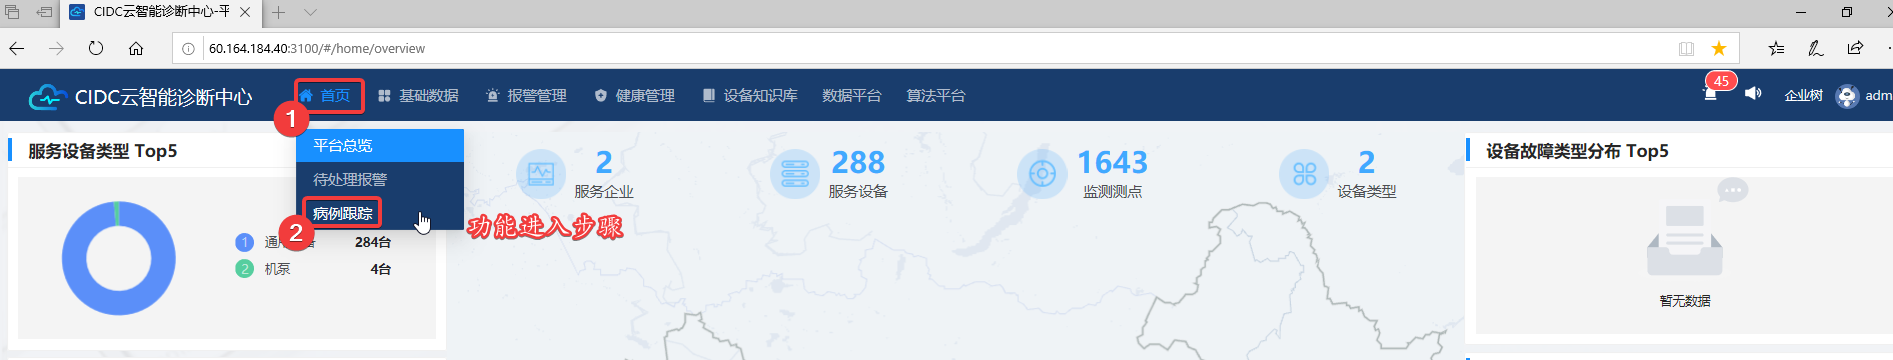 CIDC云智能诊断中心-平
60.164.184.40:3100/#/home/overview
CIDC云智能诊断中心
首页
基础数据
报警管理
健康管理
设备知识库
数据平台
算法平台
45
企业树
adm
1
平台总览
待处理报警
病例跟踪
2
功能进入步骤
服务设备类型 Top5
1 通 备 284台
2 机泵 4台
2
服务企业
288
服务设备
1643
监测测点
2
设备类型
设备故障类型分布 Top5
暂无数据